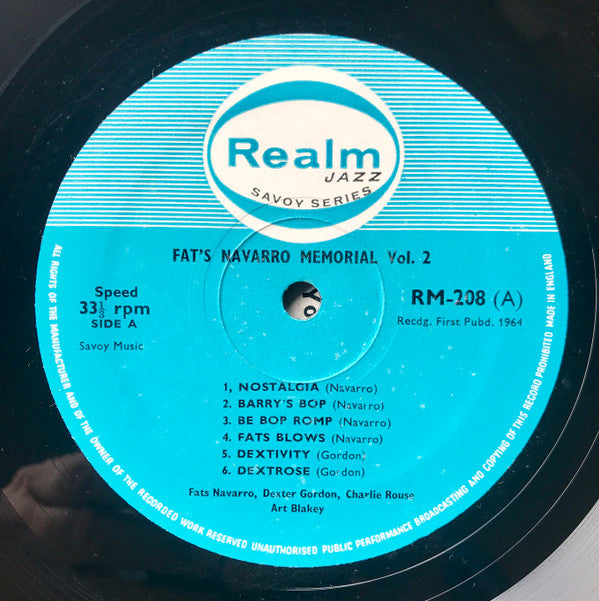 Realm
JAZZ
SAVOY SERIES
FAT'S NAVARRO MEMORIAL Vol. 2
Speed
33⅓ rpm
SIDE A
Savoy Music
RM-208 (A)
Recdg. First Pubd. 1964
Yo
1, NOSTALGIA (Navarro)
2. BARRY'S BOP (Navarro)
3. BE BOP ROMP (Navarro)
4. FATS BLOWS (Navarro)
5. DEXTIVITY (Gordon)
6. DEXTROSE (Gordon)
Fats Navarro, Dexter Gordon, Charlie Rouse
Art Blakey
ALL RIGHTS OF THE MANUFACTURER AND OF THE OWNER OF THE RECORDED WORK RESERVED UNAUTHORISED PUBLIC PERFORMANCE BROADCASTING AND COPYING OF THIS RECORD PROHIBITED MADE IN ENGLAND